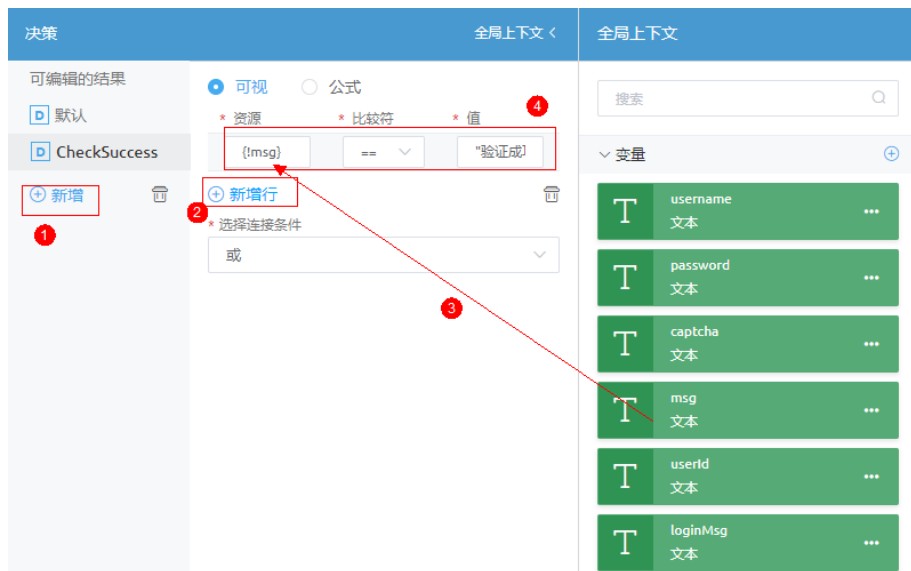 决策
全局上下文
可编辑的结果
D 默认
D CheckSuccess
新增
1
可视
公式
4
* 资源
* 比较符
* 值
{!msg}
==
"验证成
新增行
2
* 选择连接条件
或
3
全局上下文
搜索
变量
T username
文本
T password
文本
T captcha
文本
T msg
文本
T userId
文本
T loginMsg
文本